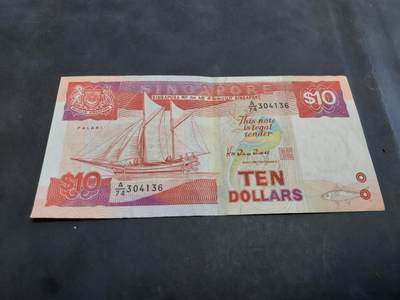 SINGAPORE
$10
A/74 304136
This note
is legal
tender
PALARI
$10
A/74 304136
TEN
DOLLARS